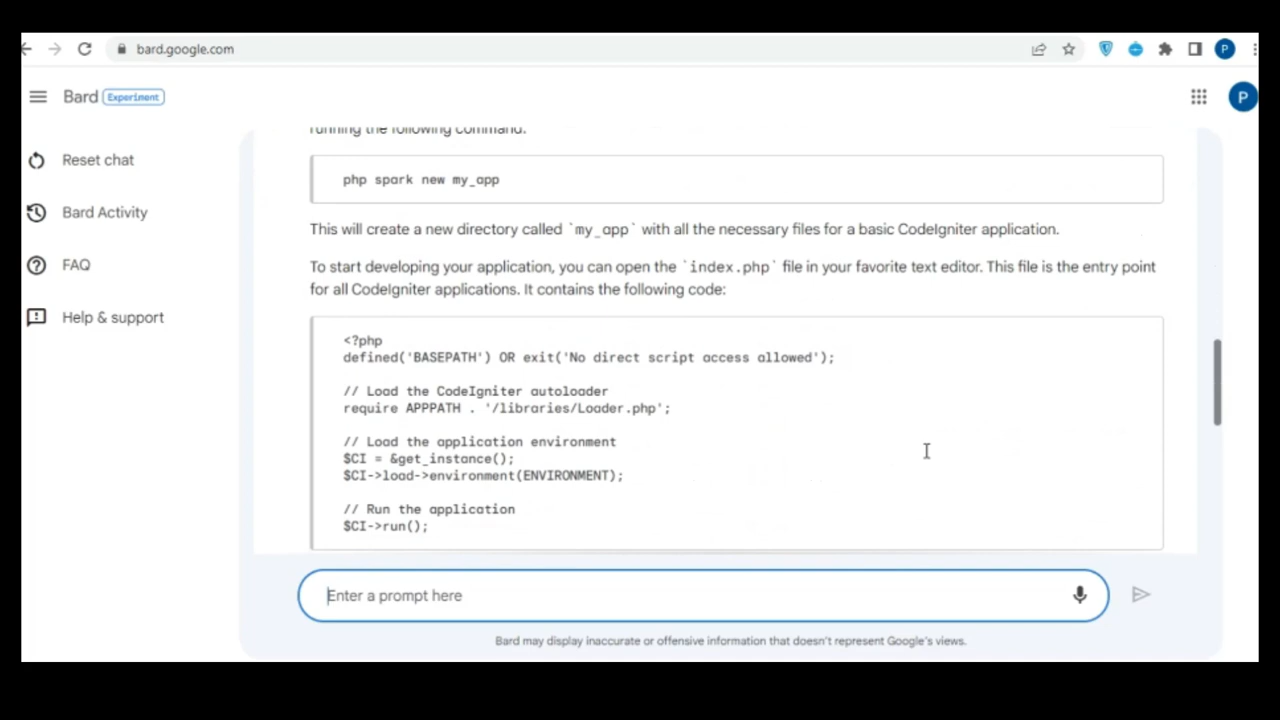 bard.google.com
P
Bard Experiment
P
Reset chat
Bard Activity
FAQ
Help & support
running the following command:
php spark new my_app
This will create a new directory called `my_app` with all the necessary files for a basic CodeIgniter application.
To start developing your application, you can open the `index.php` file in your favorite text editor. This file is the entry point
for all CodeIgniter applications. It contains the following code:
<?php
defined('BASEPATH') OR exit('No direct script access allowed');
// Load the CodeIgniter autoloader
require APPPATH . '/libraries/Loader.php';
// Load the application environment
$CI = &get_instance();
$CI->load->environment(ENVIRONMENT);
// Run the application
$CI->run();
Enter a prompt here
Bard may display inaccurate or offensive information that doesn't represent Google's views.